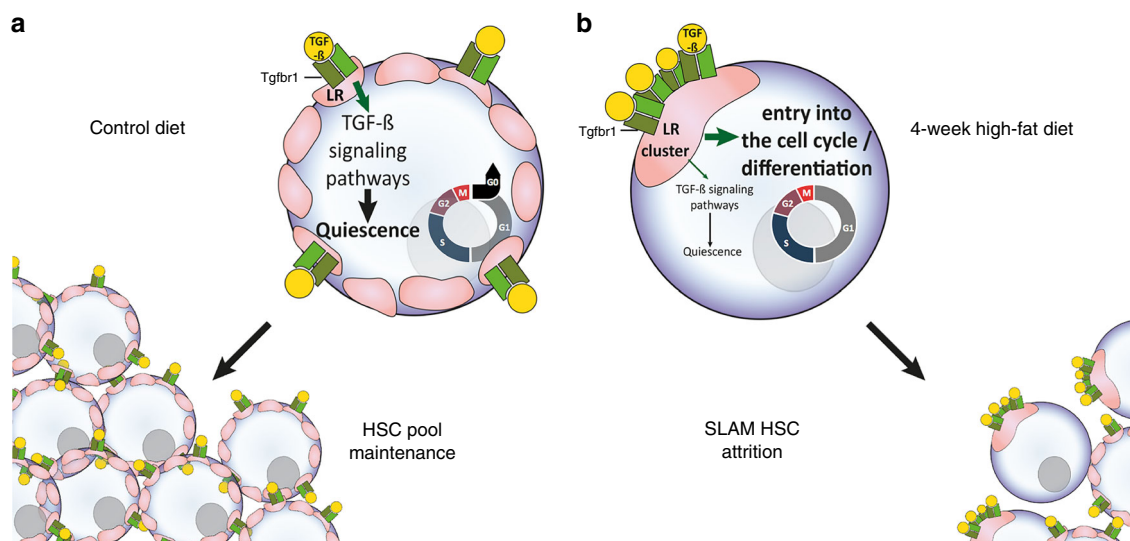 a
TGF
-ß
Tgfbr1
LR
Control diet
TGF-ß
signaling
pathways
Quiescence
M
G0
G2
G1
S
HSC pool
maintenance
b
TGF
-ß
Tgfbr1
LR
cluster
entry into
the cell cycle /
differentiation
4-week high-fat diet
TGF-ß signaling
pathways
Quiescence
M
G2
G1
S
SLAM HSC
attrition